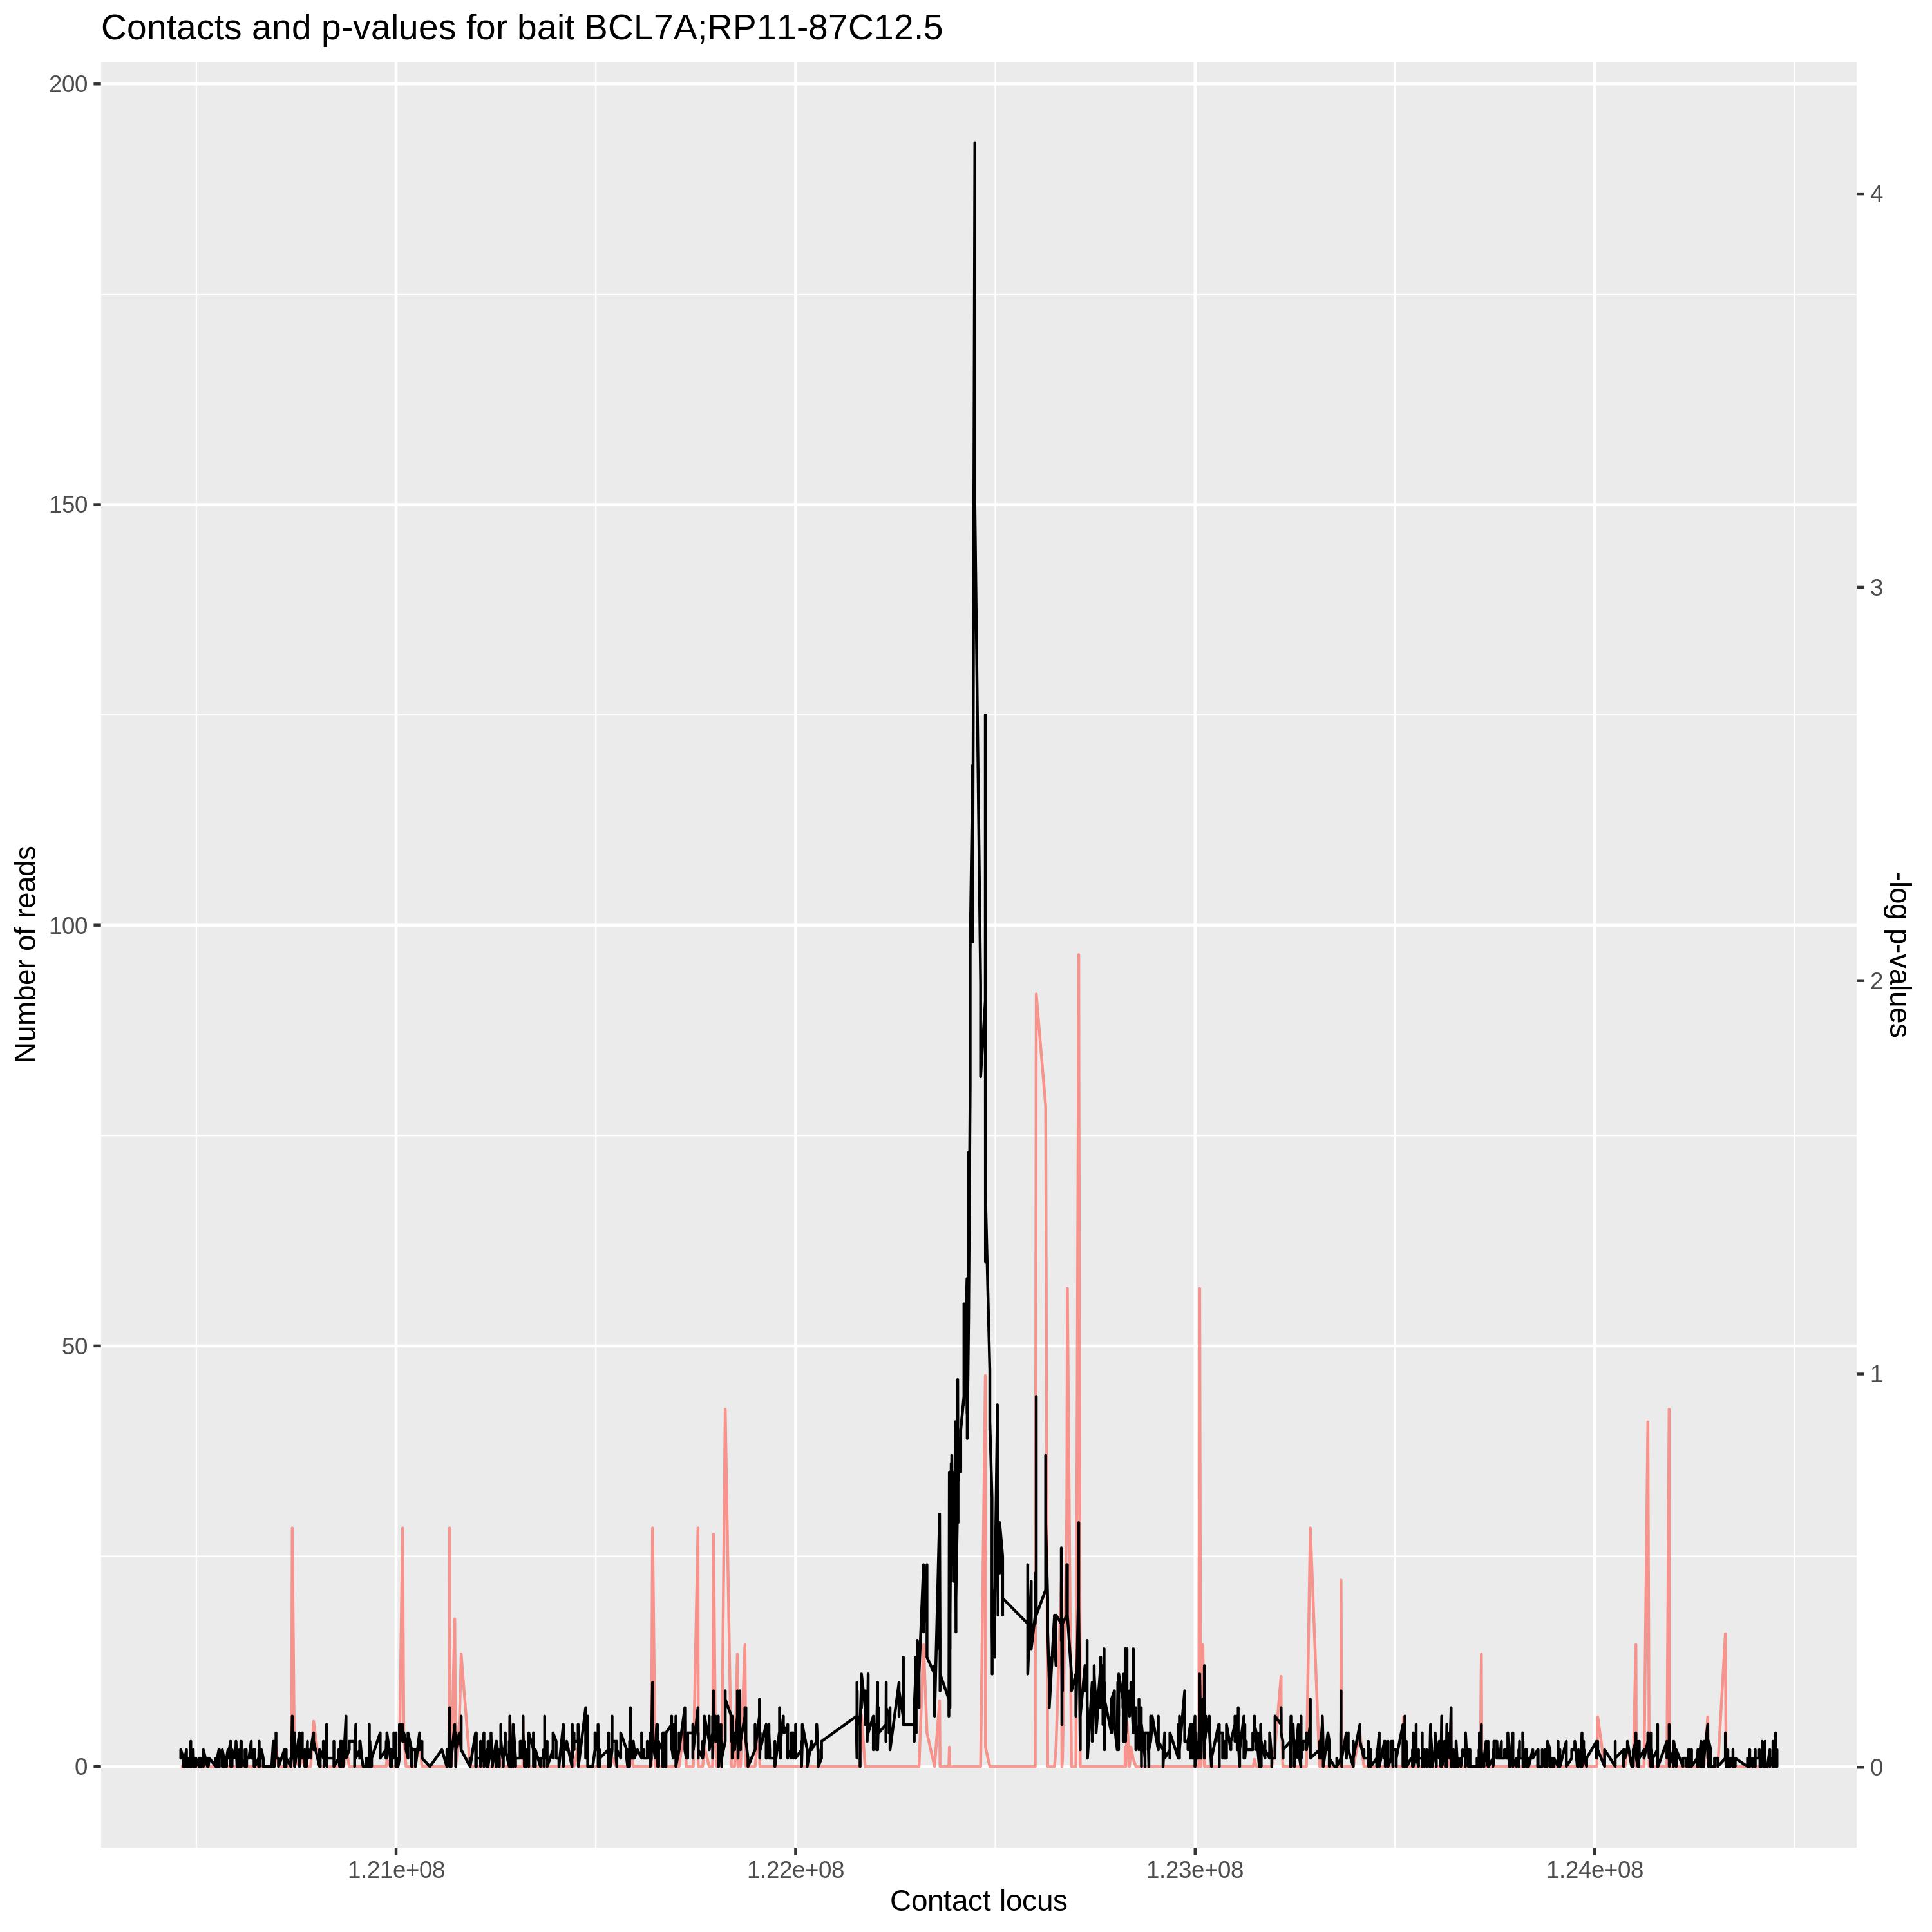 Contacts and p-values for bait BCL7A;RP11-87C12.5
200
150
100
50
0
Number of reads
4
3
2
1
0
-log p-values
1.21e+08
1.22e+08
1.23e+08
1.24e+08
Contact locus